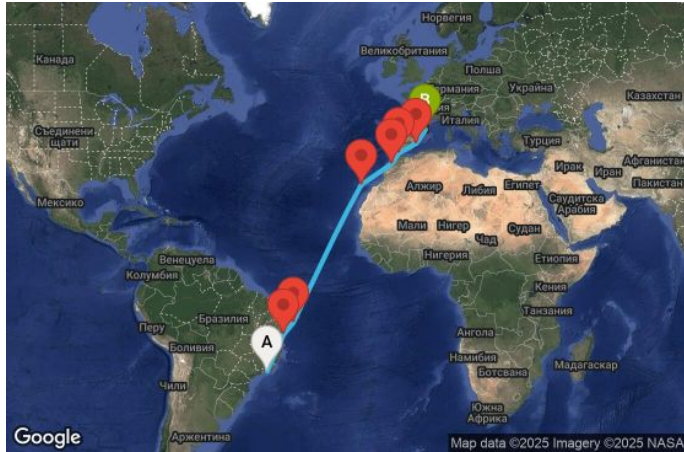 Норвегия
Великобритания
Канада
Полша
B
Украйна
Казахстан
Италия
Съединени
щати
Турция
Ирак
Афганистан
Иран
Пакистан
Алжир
Либия
Египет
Саудитска
Арабия
Мексико
Мали
Нигер
Чад
Судан
Нигерия
Етиопия
Венецуела
Колумбия
Кения
Танзания
Перу
Бразилия
Ангола
A
Боливия
Намибия
Ботсвана
Мадагаскар
Чили
Южна
Африка
Аржентина
Google
Map data ©2025 Imagery ©2025 NASA